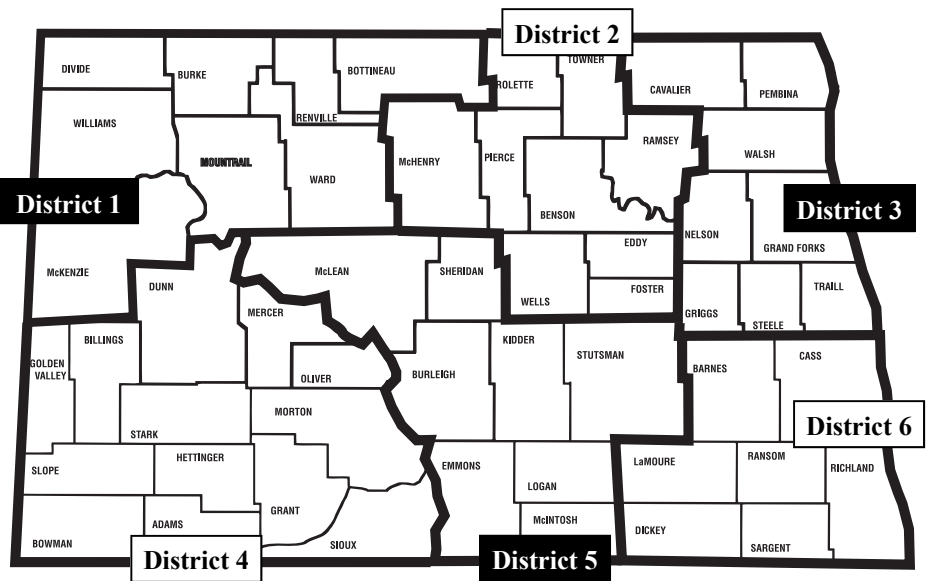 District 2
TOWNER
DIVIDE
BURKE
BOTTINEAU
ROLETTE
CAVALIER
PEMBINA
WILLIAMS
RENVILLE
MOUNTRAIL
WARD
McHENRY
PIERCE
RAMSEY
WALSH
District 1
BENSON
District 3
McKENZIE
DUNN
McLEAN
SHERIDAN
EDDY
NELSON
GRAND FORKS
MERCER
WELLS
FOSTER
GRIGGS
STEELE
TRAILL
GOLDEN
VALLEY
BILLINGS
OLIVER
BURLEIGH
KIDDER
STUTSMAN
BARNES
CASS
STARK
MORTON
District 6
SLOPE
HETTINGER
EMMONS
LOGAN
LaMOURE
RANSOM
RICHLAND
BOWMAN
ADAMS
GRANT
SIOUX
McINTOSH
DICKEY
SARGENT
District 4
District 5